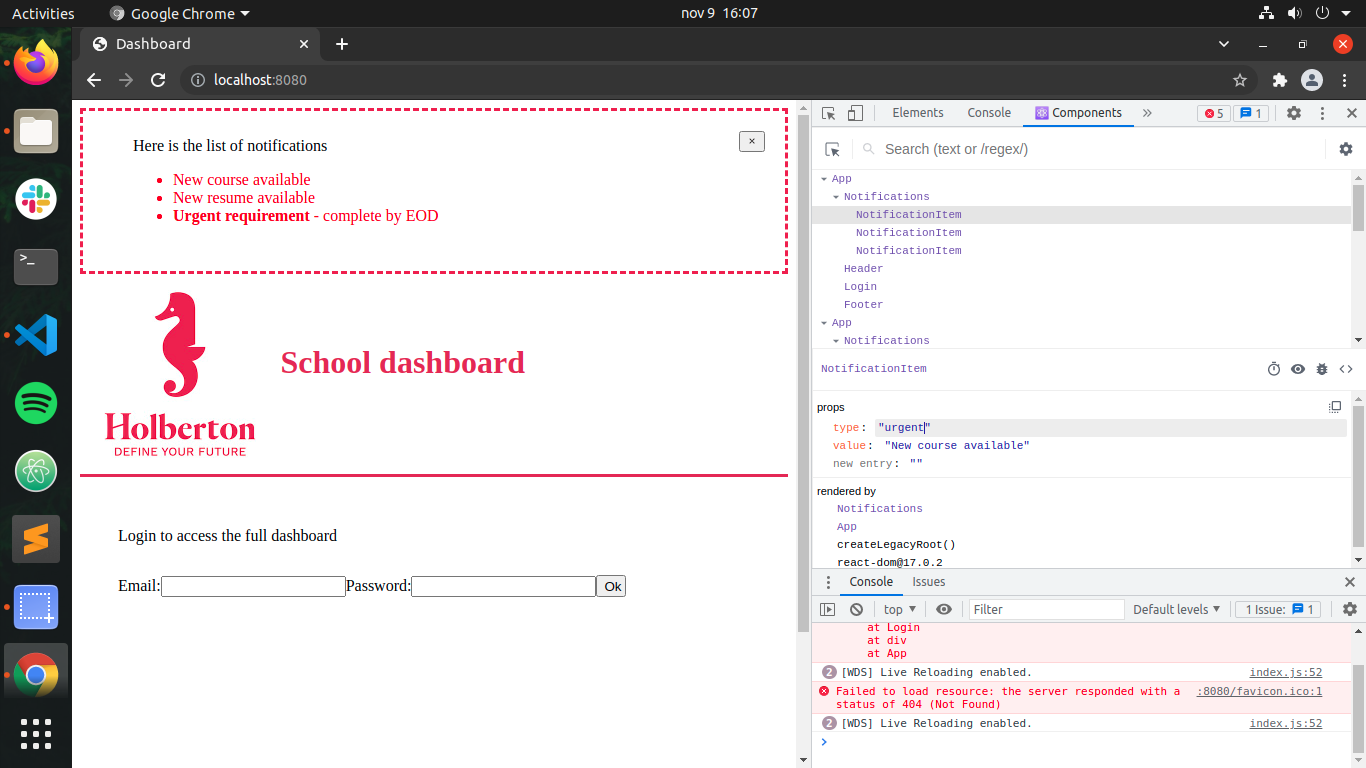 Activities
Google Chrome
nov 9 16:07
Dashboard
localhost:8080
Here is the list of notifications
×
New course available
New resume available
Urgent requirement - complete by EOD
Holberton
DEFINE YOUR FUTURE
School dashboard
Login to access the full dashboard
Email:
Password:
Ok
Elements
Console
Components
»
5
1
Search (text or /regex/)
App
Notifications
NotificationItem
NotificationItem
NotificationItem
Header
Login
Footer
App
Notifications
NotificationItem
props
type: "urgent"
value: "New course available"
new entry: ""
rendered by
Notifications
App
createLegacyRoot()
react-dom@17.0.2
Console
Issues
top
Filter
Default levels
1 Issue: 1
at Login
at div
at App
2 [WDS] Live Reloading enabled. index.js:52
Failed to load resource: the server responded with a :8080/favicon.ico:1
status of 404 (Not Found)
2 [WDS] Live Reloading enabled. index.js:52
>